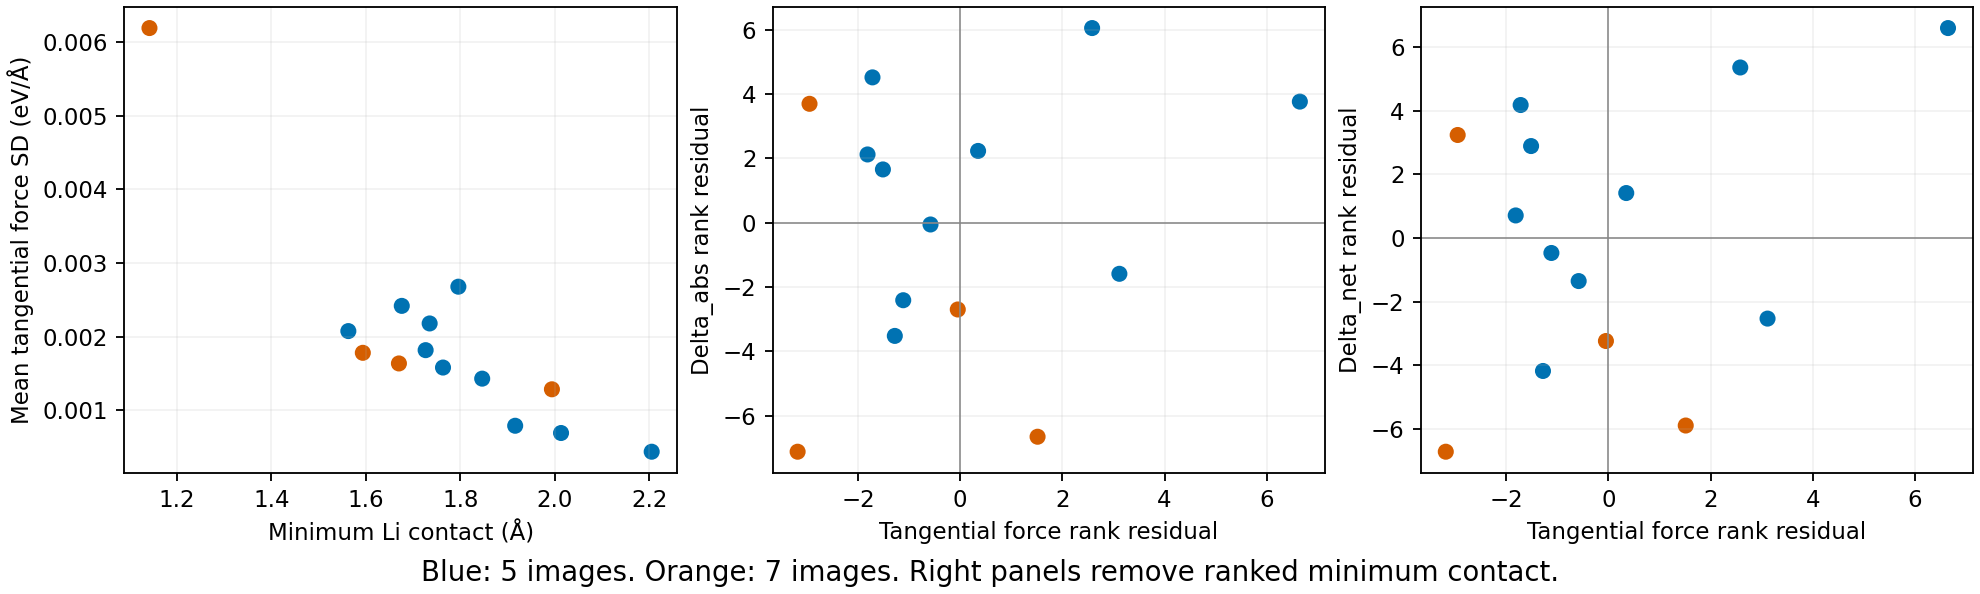 Mean tangential force SD (eV/Å)
0.006
0.005
0.004
0.003
0.002
0.001
1.2 1.4 1.6 1.8 2.0 2.2
Minimum Li contact (Å)
Delta_abs rank residual
6
4
2
0
−2
−4
−6
−2 0 2 4 6
Tangential force rank residual
Delta_net rank residual
6
4
2
0
−2
−4
−6
−2 0 2 4 6
Tangential force rank residual
Blue: 5 images. Orange: 7 images. Right panels remove ranked minimum contact.